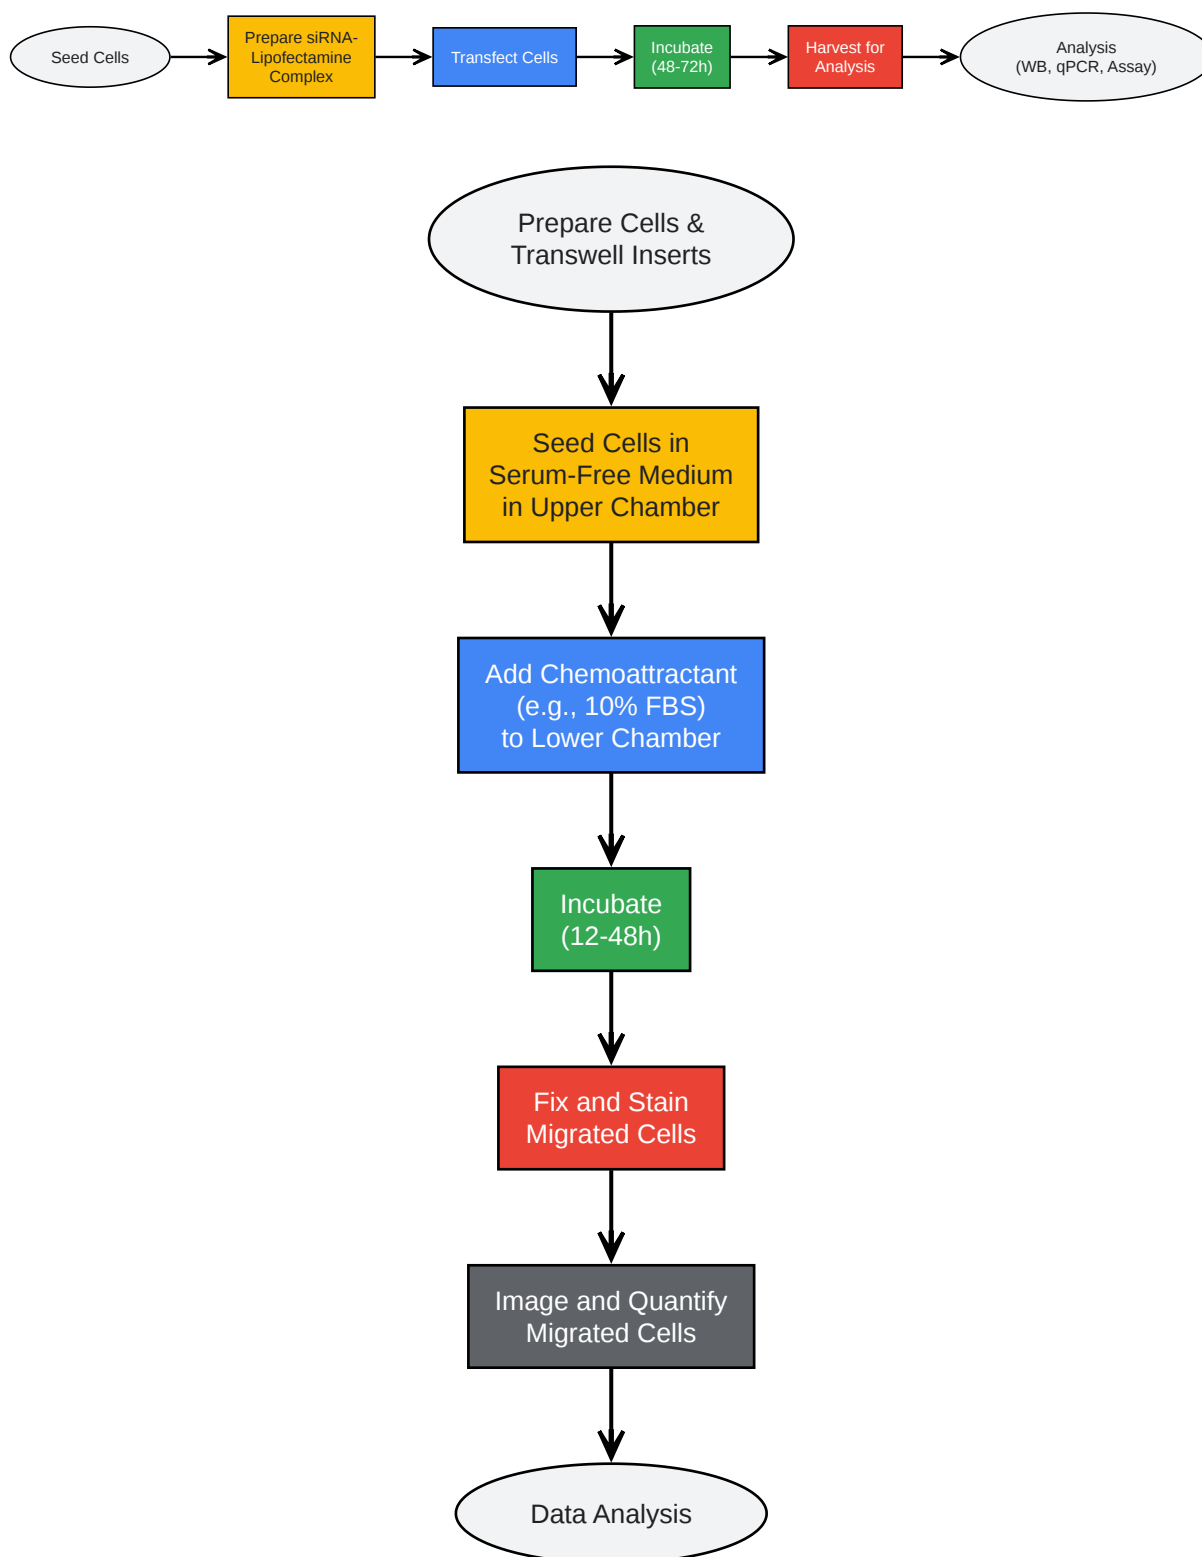 Seed Cells
Prepare siRNA-
Lipofectamine
Complex
Transfect Cells
Incubate
(48-72h)
Harvest for
Analysis
Analysis
(WB, qPCR, Assay)
Prepare Cells &
Transwell Inserts
Seed Cells in
Serum-Free Medium
in Upper Chamber
Add Chemoattractant
(e.g., 10% FBS)
to Lower Chamber
Incubate
(12-48h)
Fix and Stain
Migrated Cells
Image and Quantify
Migrated Cells
Data Analysis